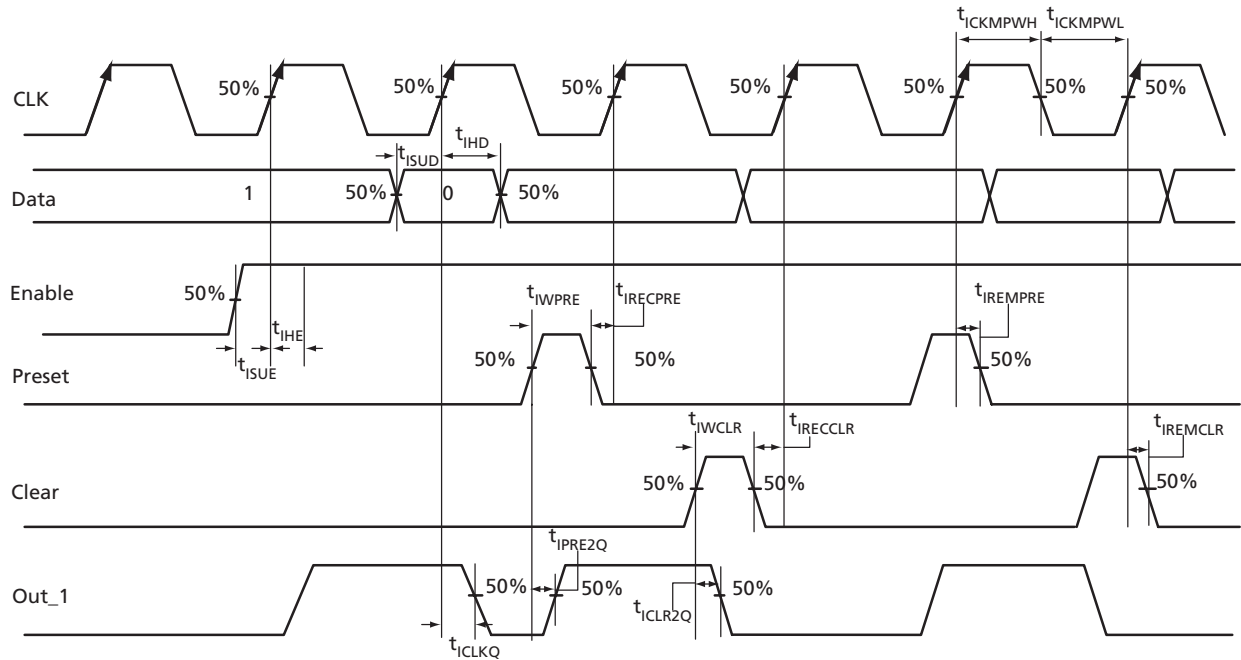 tICKMPWH tICKMPWL
CLK
50% 50% 50% 50% 50% 50% 50%
tISUD tIHD
Data
1 50% 0 50%
Enable
50%
tISUE tIHE
tIWPRE tIRECPRE tIREMPRE
Preset
50% 50% 50%
tIWCLR tIRECCLR tIREMCLR
Clear
50% 50% 50%
tIPRE2Q
Out_1
50% 50% 50%
tICLR2Q
tICLKQ